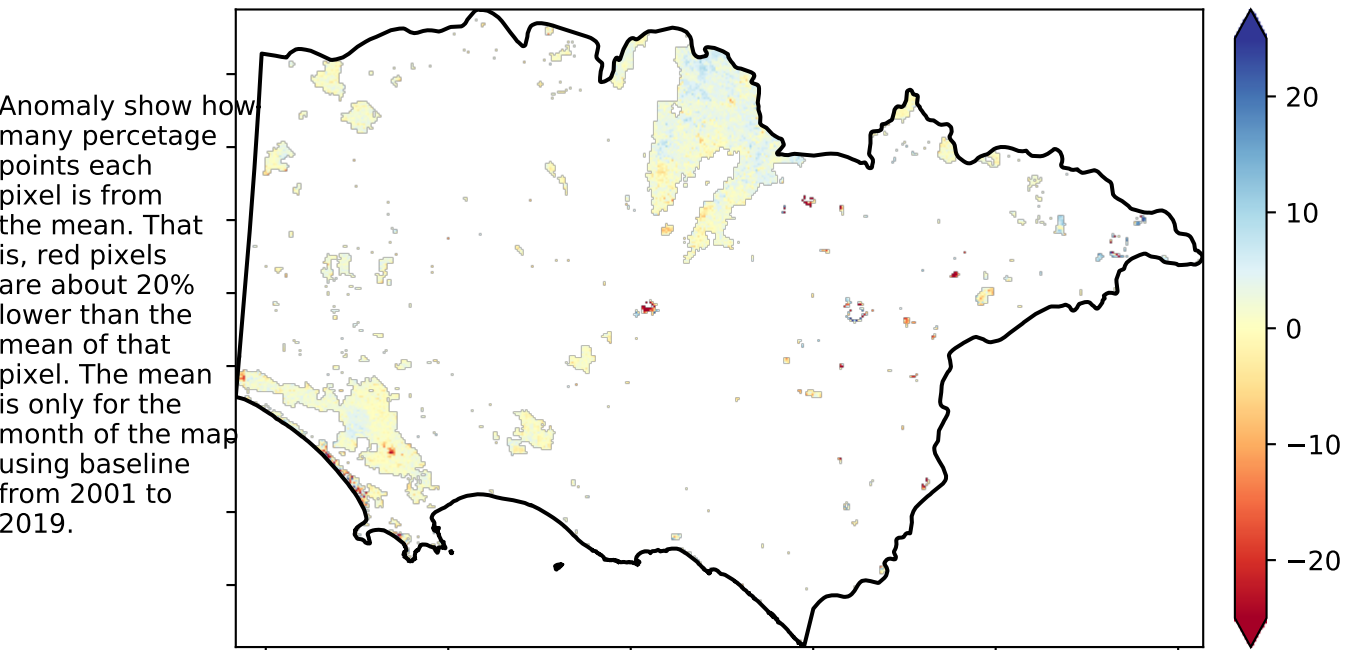 Anomaly show how
many percetage
points each
pixel is from
the mean. That
is, red pixels
are about 20%
lower than the
mean of that
pixel. The mean
is only for the
month of the map
using baseline
from 2001 to
2019.
20
10
0
−10
−20